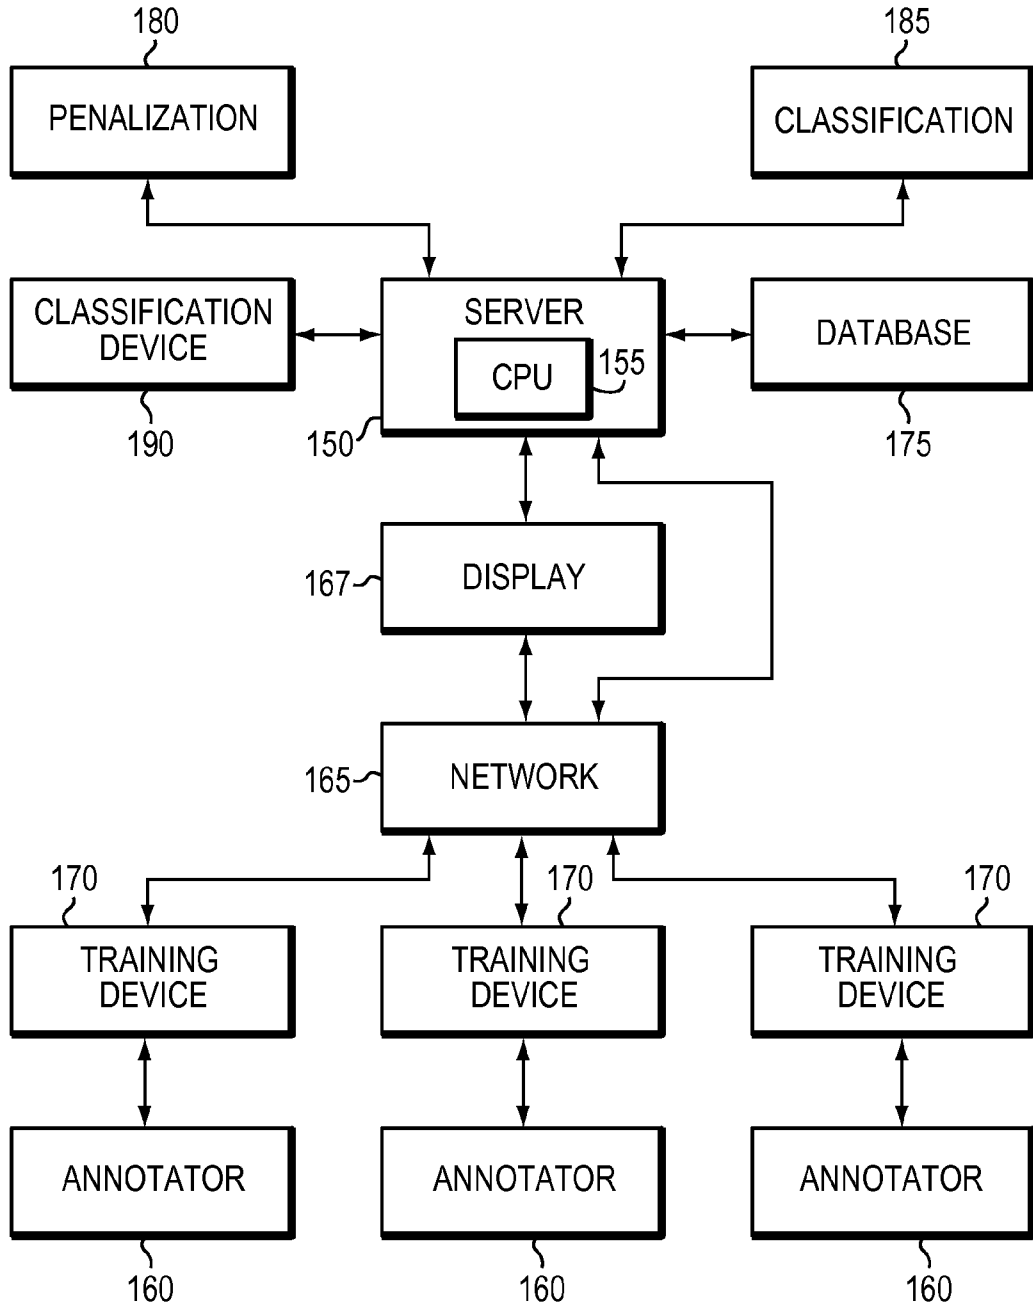 180
185
PENALIZATION
CLASSIFICATION
CLASSIFICATION
DEVICE
190
SERVER
CPU
155
150
DATABASE
175
DISPLAY
167
NETWORK
165
170
170
170
TRAINING
DEVICE
TRAINING
DEVICE
TRAINING
DEVICE
ANNOTATOR
ANNOTATOR
ANNOTATOR
160
160
160